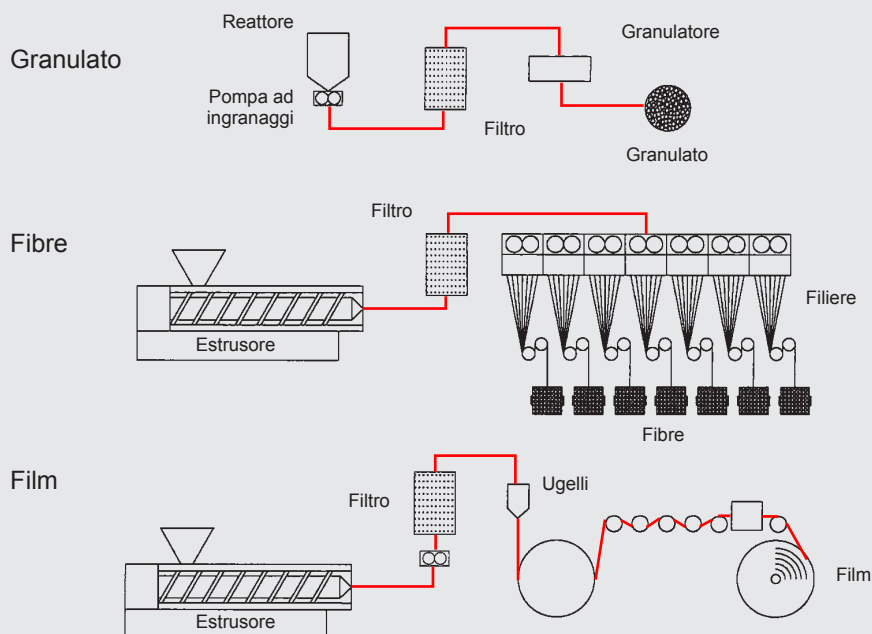 Granulato
Reattore
Pompa ad
ingranaggi
Filtro
Granulatore
Granulato
Fibre
Estrusore
Filtro
Filiere
Fibre
Film
Estrusore
Filtro
Ugelli
Film